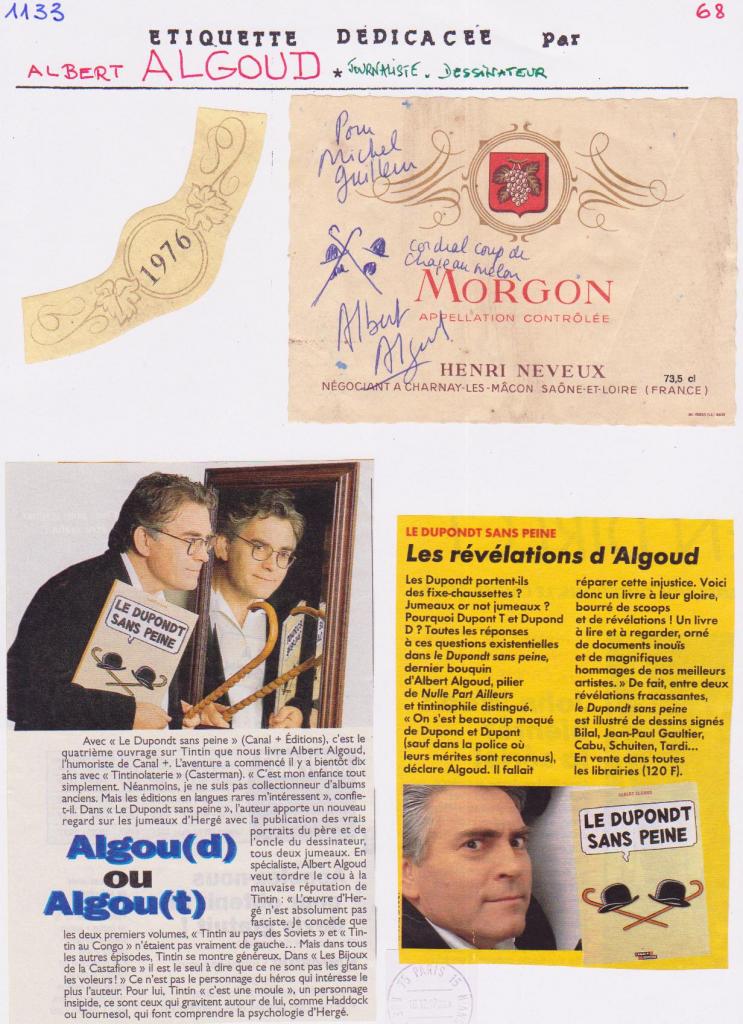 1133
68
ETIQUETTE DÉDICACÉE par
ALBERT ALGOUD * JOURNALISTE. DESSINATEUR
1976
Pour
Michel
Guillem
cordial coup de
chapeau melon
MORGON
APPELLATION CONTRÔLÉE
Albert
Algoud
HENRI NEVEUX
73,5 cl
NÉGOCIANT A CHARNAY-LES-MÂCON SAÔNE-ET-LOIRE (FRANCE)
LE DUPONDT
SANS PEINE
Avec « Le Dupondt sans peine » (Canal + Éditions), c'est le
quatrième ouvrage sur Tintin que nous livre Albert Algoud,
l'humoriste de Canal +. L'aventure a commencé il y a bientôt dix
ans avec « Tintinolaterie » (Casterman). « C'est mon enfance tout
simplement. Néanmoins, je ne suis pas collectionneur d'albums
anciens. Mais les éditions en langues rares m'intéressent », confie-
t-il. Dans « Le Dupondt sans peine », l'auteur apporte un nouveau
regard sur les jumeaux d'Hergé avec la publication des vrais
portraits du père et de
l'oncle du dessinateur,
tous deux jumeaux. En
spécialiste, Albert Algoud
veut tordre le cou à la
mauvaise réputation de
Tintin : « L'œuvre d'Her-
gé n'est absolument pas
fasciste. Je concède que
les deux premiers volumes, « Tintin au pays des Soviets » et « Tin-
tin au Congo » n'étaient pas vraiment de gauche... Mais dans tous
les autres épisodes, Tintin se montre généreux. Dans « Les Bijoux
de la Castafiore » il est le seul à dire que ce ne sont pas les gitans
les voleurs ! » Ce n'est pas le personnage du héros qui intéresse le
plus l'auteur. Pour lui, Tintin « c'est une moule », un personnage
insipide, ce sont ceux qui gravitent autour de lui, comme Haddock
ou Tournesol, qui font comprendre la psychologie d'Hergé.
Algou(d)
ou
Algou(t)
LE DUPONDT SANS PEINE
Les révélations d'Algoud
Les Dupondt portent-ils
des fixe-chaussettes ?
Jumeaux or not jumeaux ?
Pourquoi Dupont T et Dupond
D ? Toutes les réponses
à ces questions existentielles
dans le Dupondt sans peine,
dernier bouquin
d'Albert Algoud, pilier
de Nulle Part Ailleurs
et tintinophile distingué.
« On s'est beaucoup moqué
de Dupond et Dupont
(sauf dans la police où
leurs mérites sont reconnus),
déclare Algoud. Il fallait
réparer cette injustice. Voici
donc un livre à leur gloire,
bourré de scoops
et de révélations ! Un livre
à lire et à regarder, orné
de documents inouïs
et de magnifiques
hommages de nos meilleurs
artistes. » De fait, entre deux
révélations fracassantes,
le Dupondt sans peine
est illustré de dessins signés
Bilal, Jean-Paul Gaultier,
Cabu, Schuiten, Tardi...
En vente dans toutes
les librairies (120 F).
ALBERT ALGOUD
LE DUPONDT
SANS PEINE
75 PARIS 15